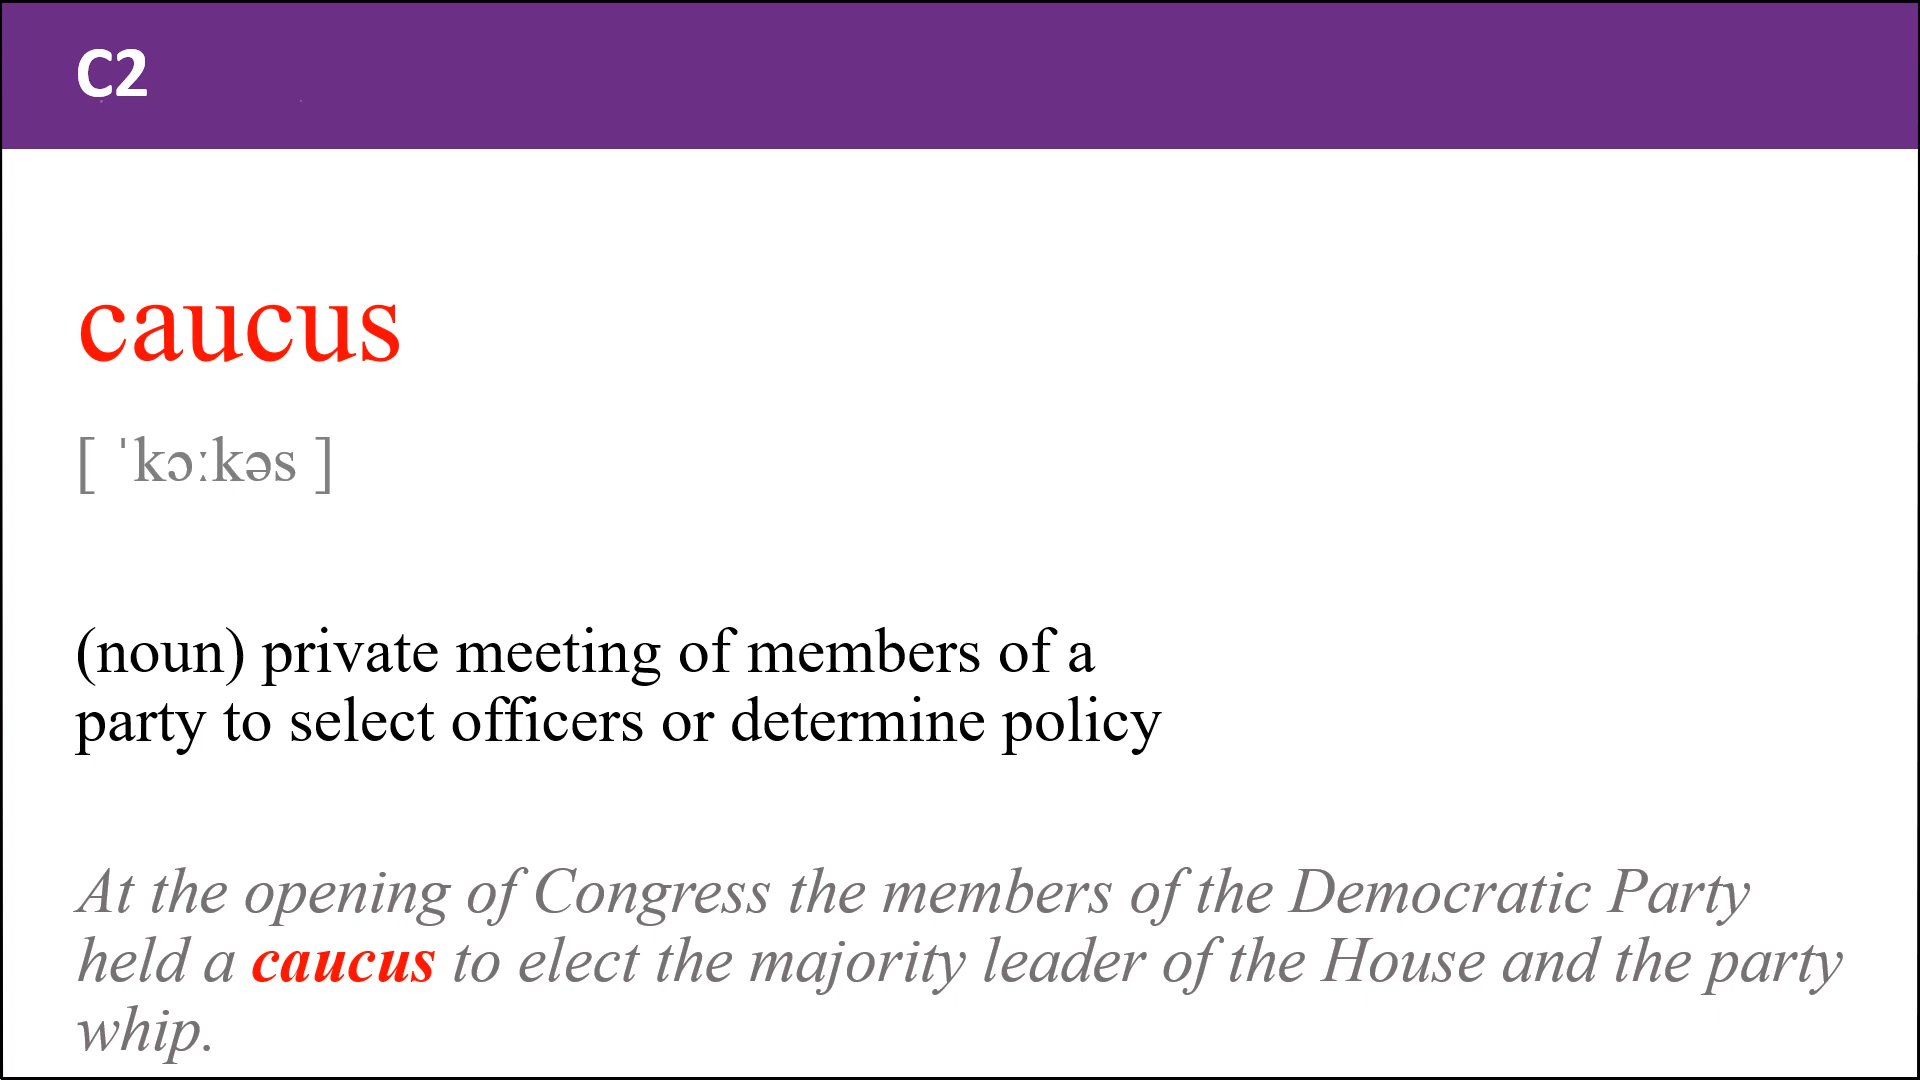 C2
caucus
[ ˈkɔːkəs ]
(noun) private meeting of members of a
party to select officers or determine policy
At the opening of Congress the members of the Democratic Party
held a caucus to elect the majority leader of the House and the party
whip.